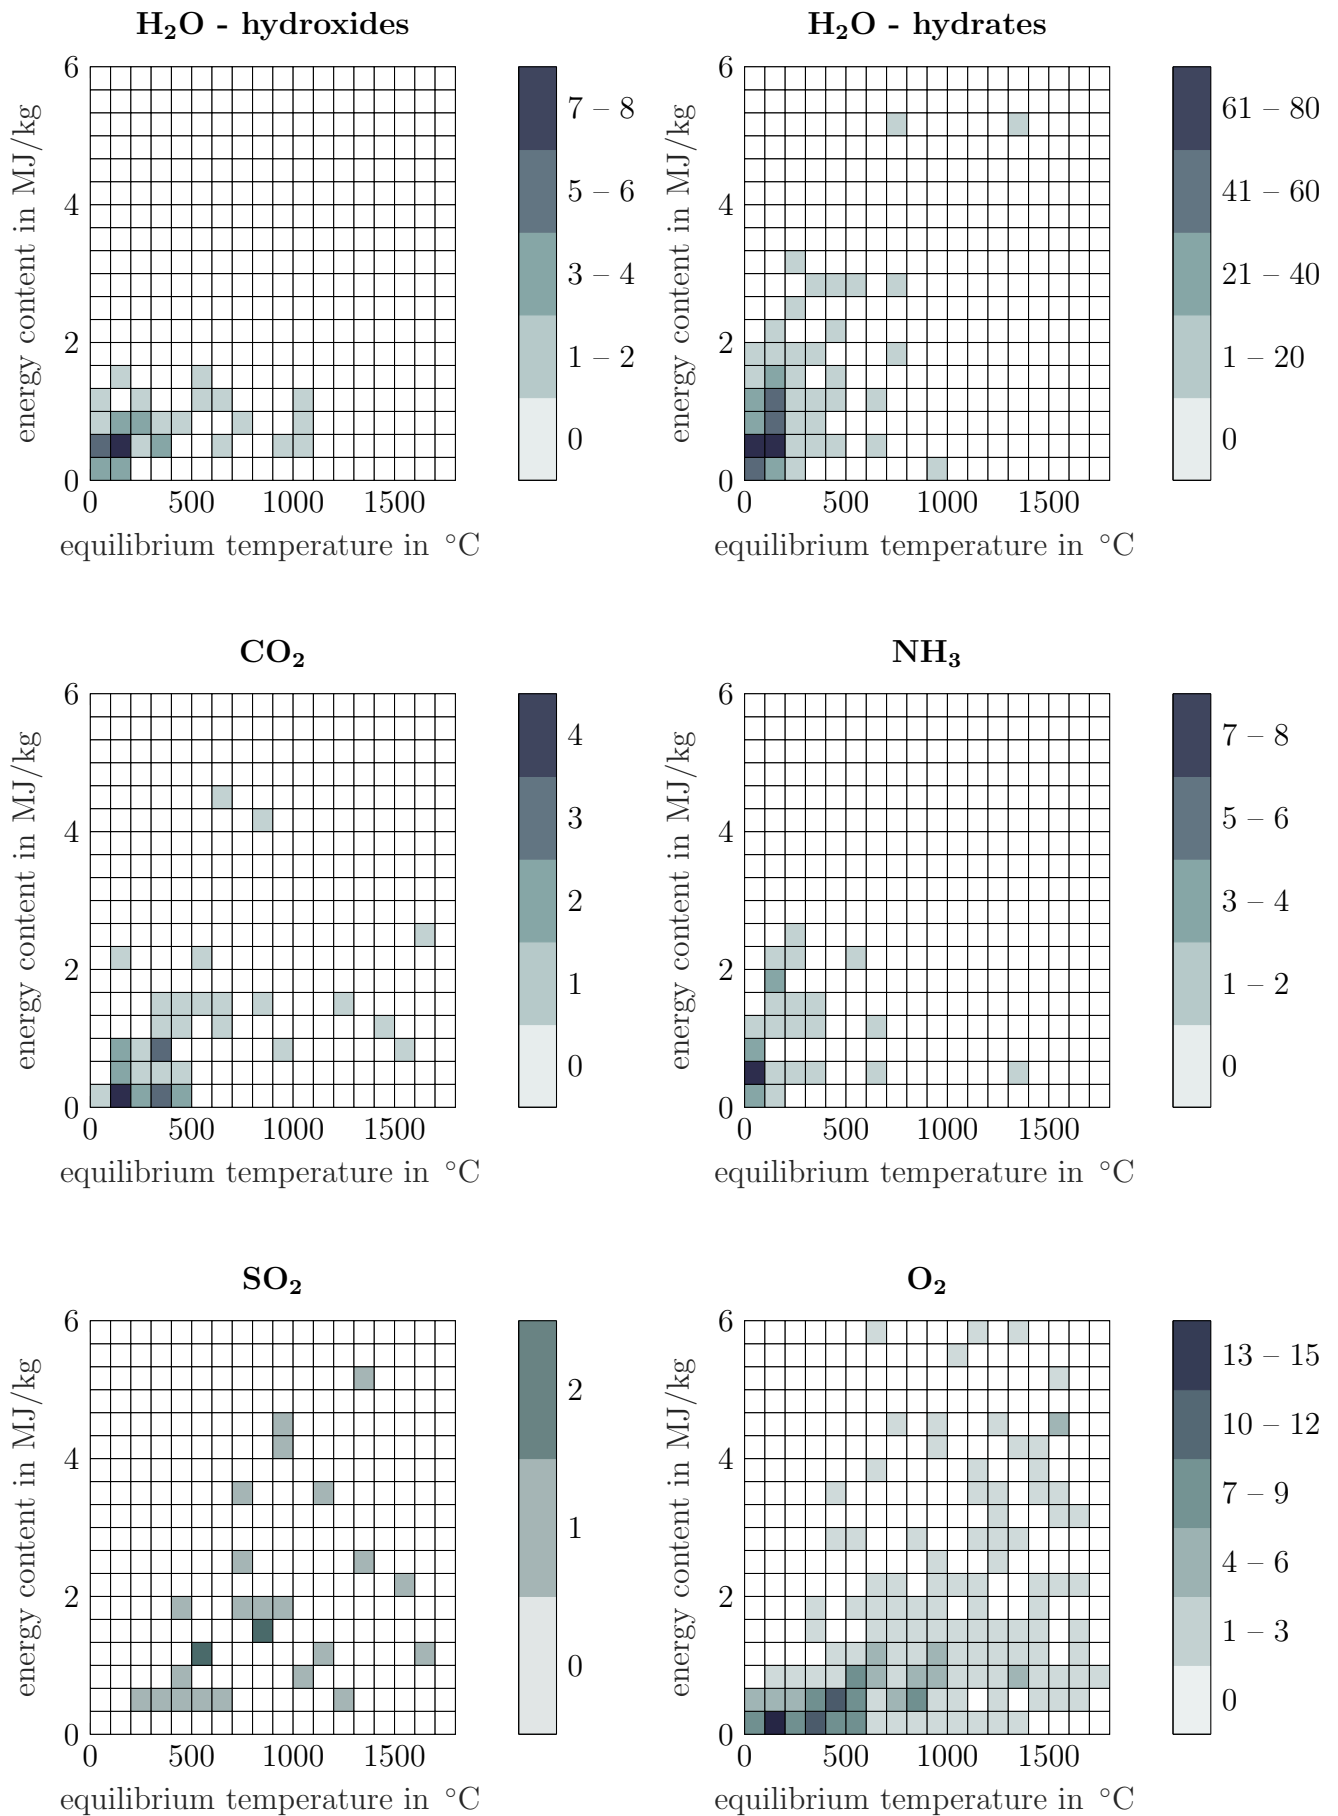 H₂O - hydroxides
H₂O - hydrates
6
4
2
0
energy content in MJ/kg
0 500 1000 1500
equilibrium temperature in °C
7 – 8
5 – 6
3 – 4
1 – 2
0
6
4
2
0
energy content in MJ/kg
0 500 1000 1500
equilibrium temperature in °C
61 – 80
41 – 60
21 – 40
1 – 20
0
CO₂
NH₃
6
4
2
0
energy content in MJ/kg
0 500 1000 1500
equilibrium temperature in °C
4
3
2
1
0
6
4
2
0
energy content in MJ/kg
0 500 1000 1500
equilibrium temperature in °C
7 – 8
5 – 6
3 – 4
1 – 2
0
SO₂
O₂
6
4
2
0
energy content in MJ/kg
0 500 1000 1500
equilibrium temperature in °C
2
1
0
6
4
2
0
energy content in MJ/kg
0 500 1000 1500
equilibrium temperature in °C
13 – 15
10 – 12
7 – 9
4 – 6
1 – 3
0